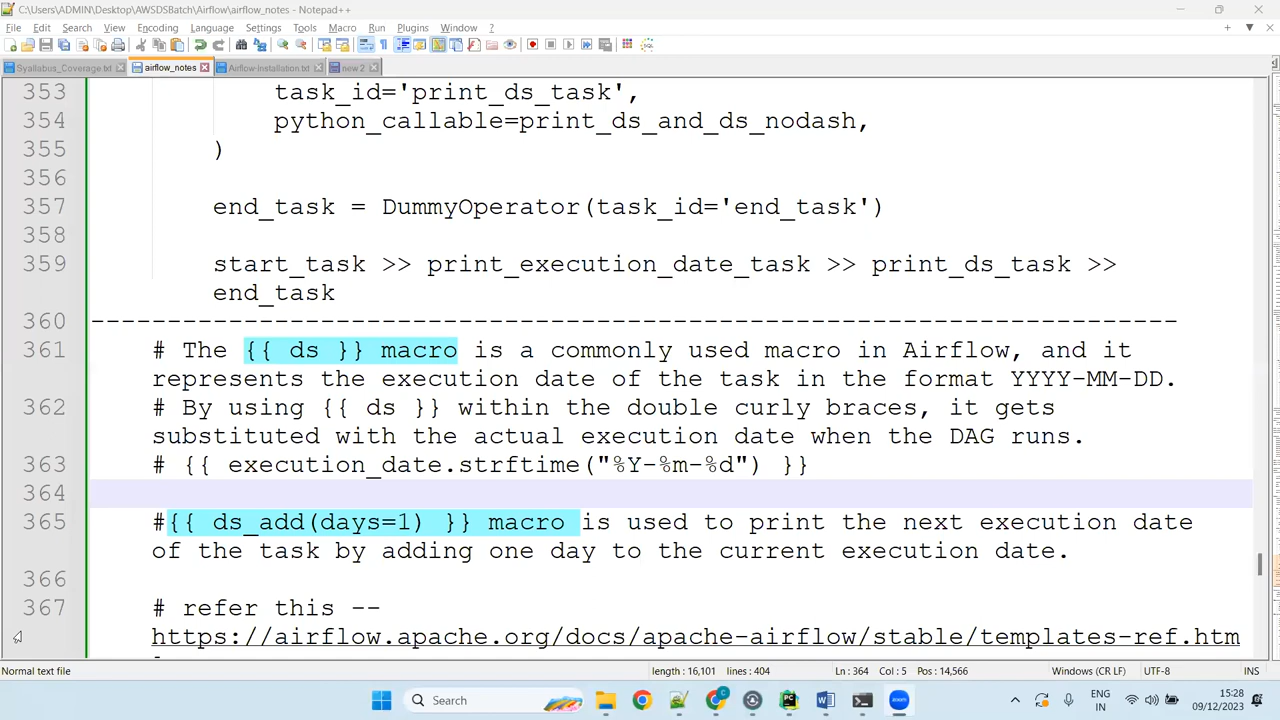 C:\Users\ADMIN\Desktop\AWSDSBatch\Airflow\airflow_notes - Notepad++
File Edit Search View Encoding Language Settings Tools Macro Run Plugins Window ?
Syallabus_Coverage.txt airflow_notes Airflow-installation.txt new 2
353 task_id='print_ds_task',
354 python_callable=print_ds_and_ds_nodash,
355 )
356
357 end_task = DummyOperator(task_id='end_task')
358
359 start_task >> print_execution_date_task >> print_ds_task >>
end_task
360 -----------------------------------------------------------------------
361 # The {{ ds }} macro is a commonly used macro in Airflow, and it
represents the execution date of the task in the format YYYY-MM-DD.
362 # By using {{ ds }} within the double curly braces, it gets
substituted with the actual execution date when the DAG runs.
363 # {{ execution_date.strftime("%Y-%m-%d") }}
364
365 #{{ ds_add(days=1) }} macro is used to print the next execution date
of the task by adding one day to the current execution date.
366
367 # refer this --
https://airflow.apache.org/docs/apache-airflow/stable/templates-ref.htm
Normal text file length : 16,101 lines : 404 Ln : 364 Col : 5 Pos : 14,566 Windows (CR LF) UTF-8 INS
Search zoom ENG 15:28
IN 09/12/2023